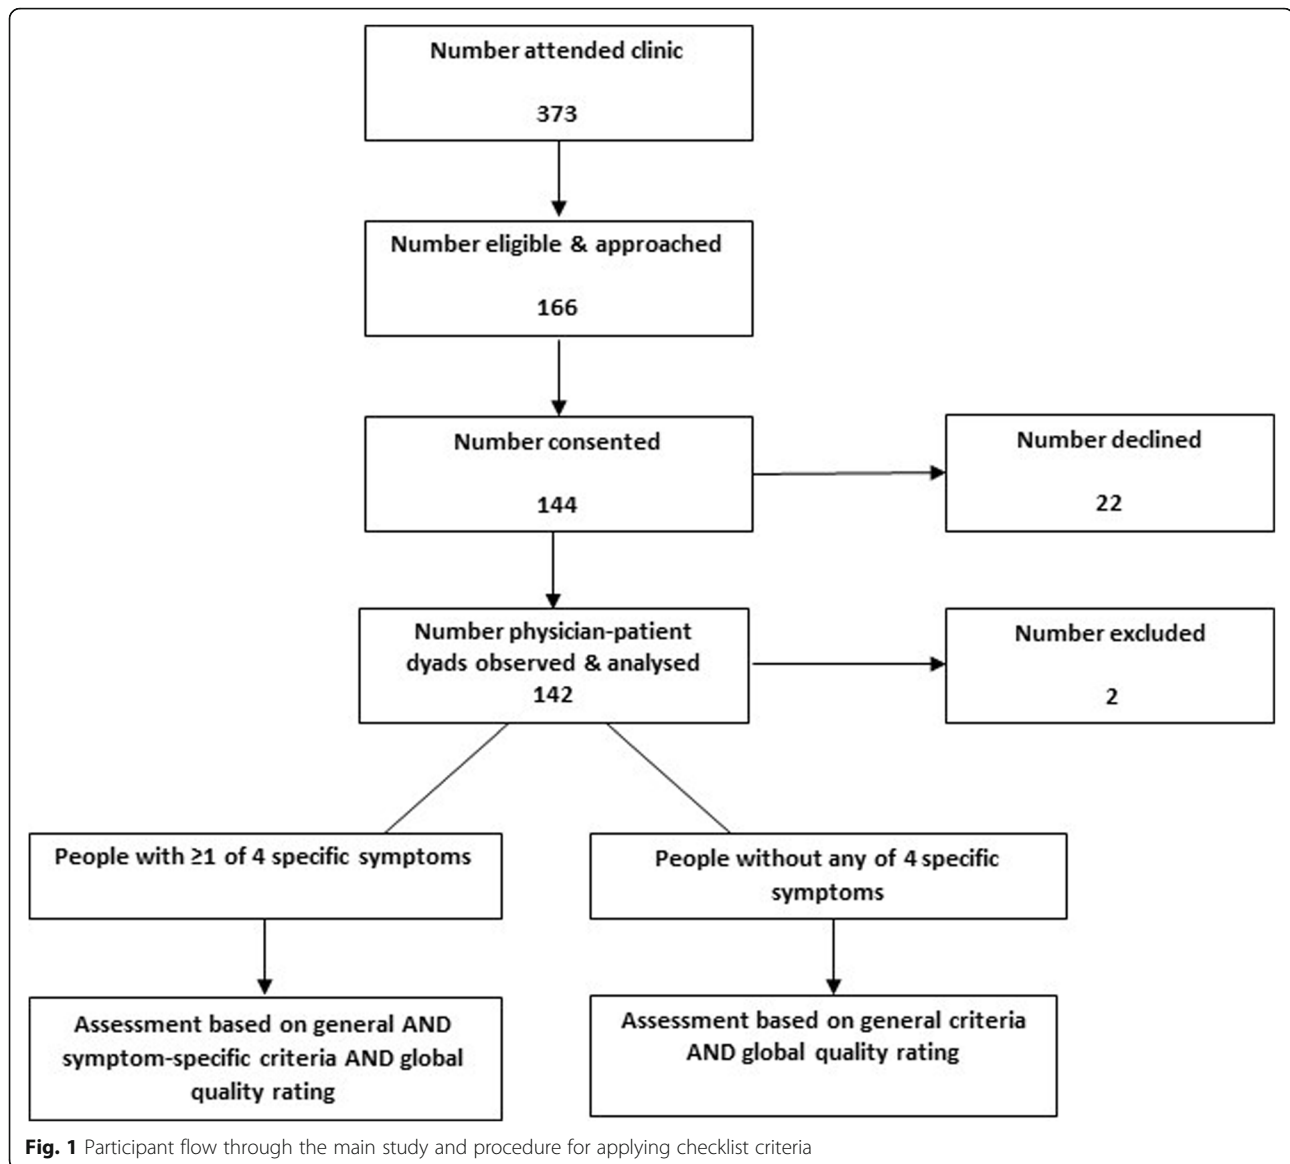 Number attended clinic
373
Number eligible & approached
166
Number consented
144
Number declined
22
Number physician-patient
dyads observed & analysed
142
Number excluded
2
People with ≥1 of 4 specific symptoms
People without any of 4 specific
symptoms
Assessment based on general AND
symptom-specific criteria AND global
quality rating
Assessment based on general criteria
AND global quality rating
Fig. 1 Participant flow through the main study and procedure for applying checklist criteria